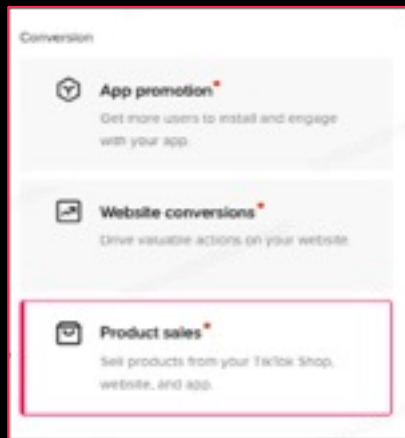 Conversion
App promotion
Get more users to install and engage
with your app.
Website conversions
Drive valuable actions on your website.
Product sales
Sell products from your TikTok Shop,
website, and app.